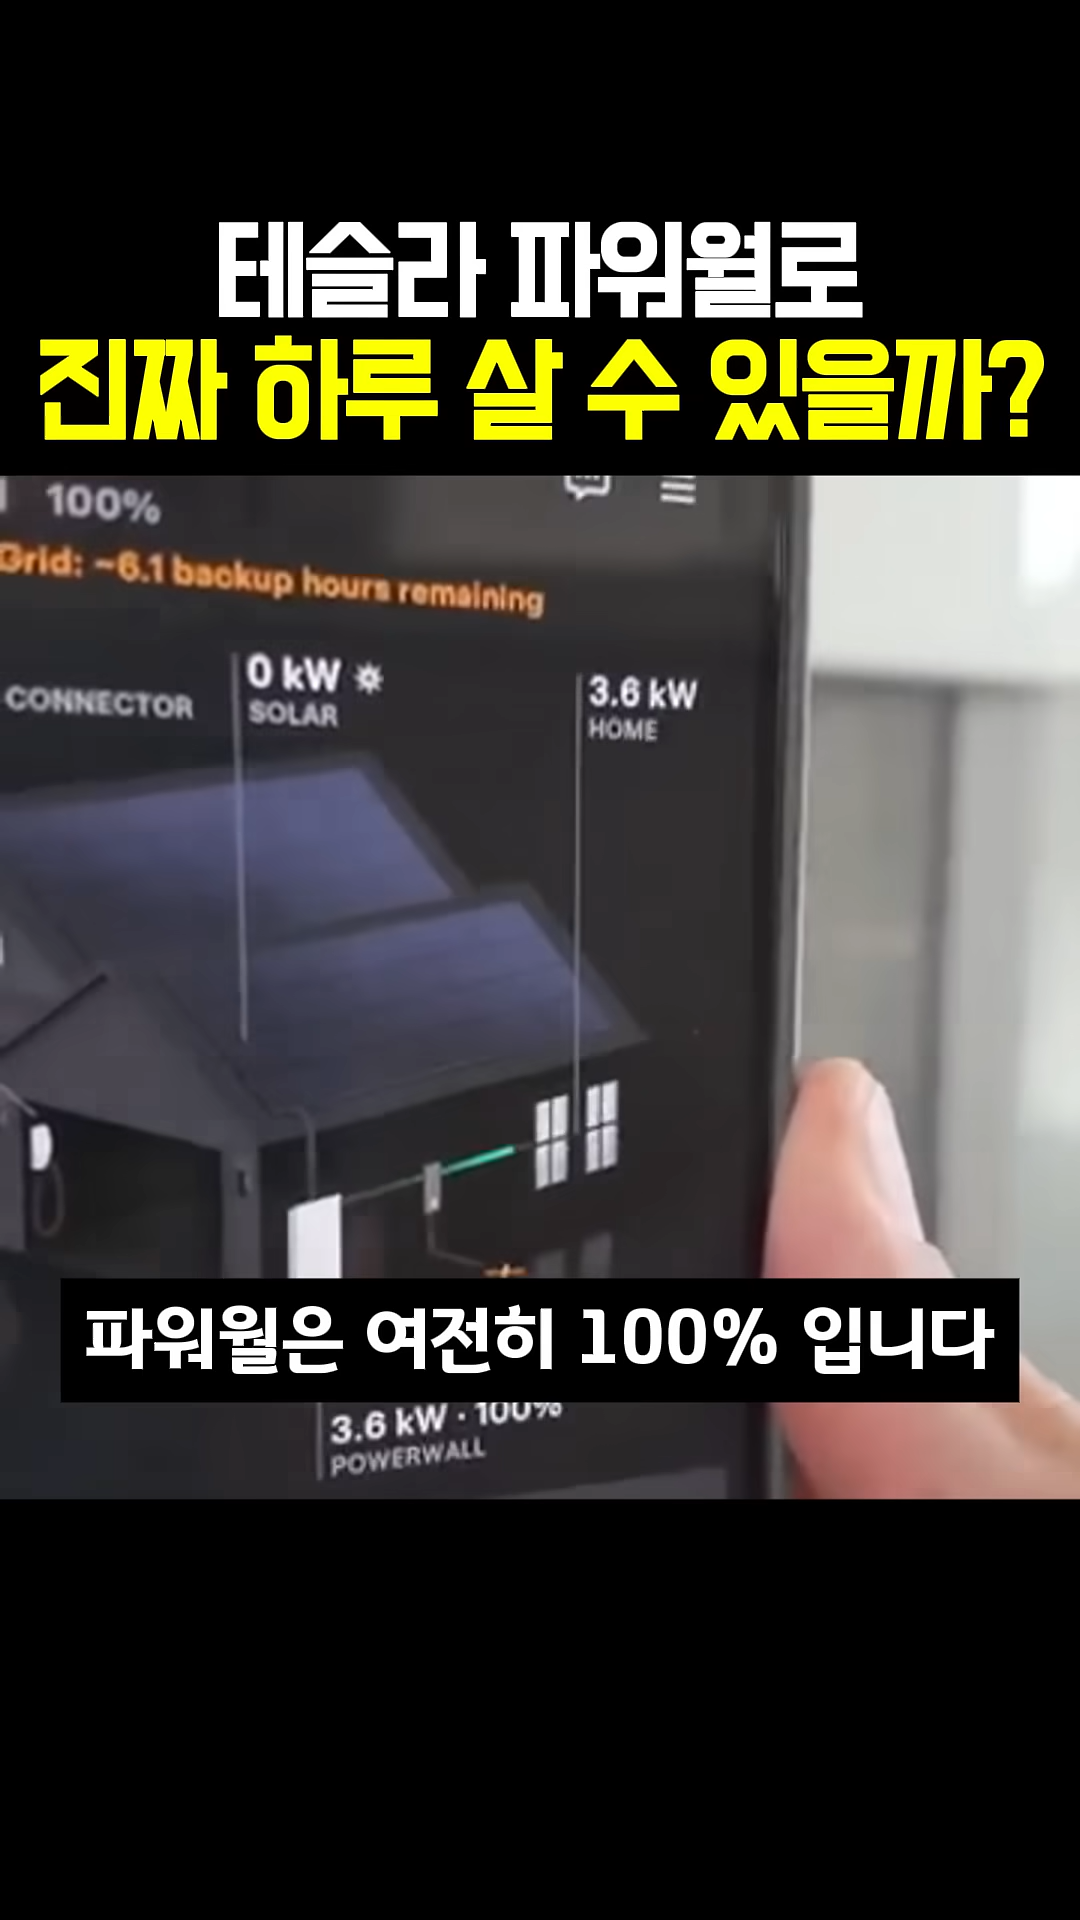 테슬라 파워월로
진짜 하루 살 수 있을까?
100%
Grid: ~6.1 backup hours remaining
CONNECTOR
0 kW
SOLAR
3.6 kW
HOME
파워월은 여전히 100% 입니다
3.6 kW · 100%
POWERWALL